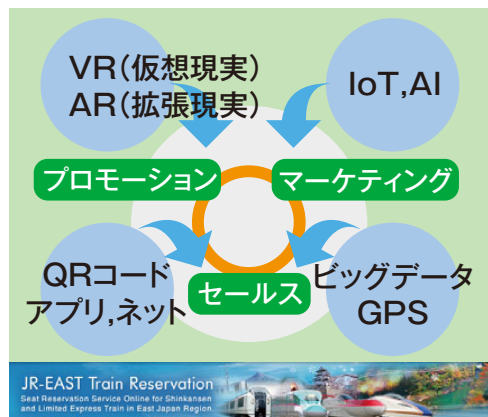 VR(仮想現実)
AR(拡張現実)
IoT,AI
プロモーション
マーケティング
QRコード
アプリ,ネット
セールス
ビッグデータ
GPS
JR-EAST Train Reservation
Seat Reservation Service Online for Shinkansen
and Limited Express Train in East Japan Region.